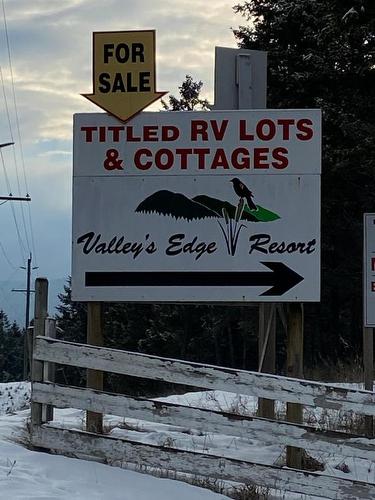 FOR
SALE
TITLED RV LOTS
& COTTAGES
Valley's Edge Resort